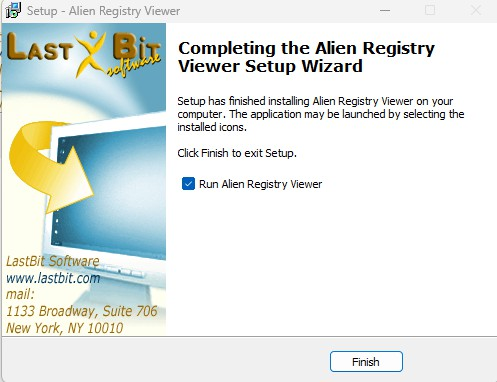 Setup - Alien Registry Viewer
LAST BIT
software
Completing the Alien Registry
Viewer Setup Wizard
Setup has finished installing Alien Registry Viewer on your
computer. The application may be launched by selecting the
installed icons.
Click Finish to exit Setup.
Run Alien Registry Viewer
LastBit Software
www.lastbit.com
mail:
1133 Broadway, Suite 706
New York, NY 10010
Finish